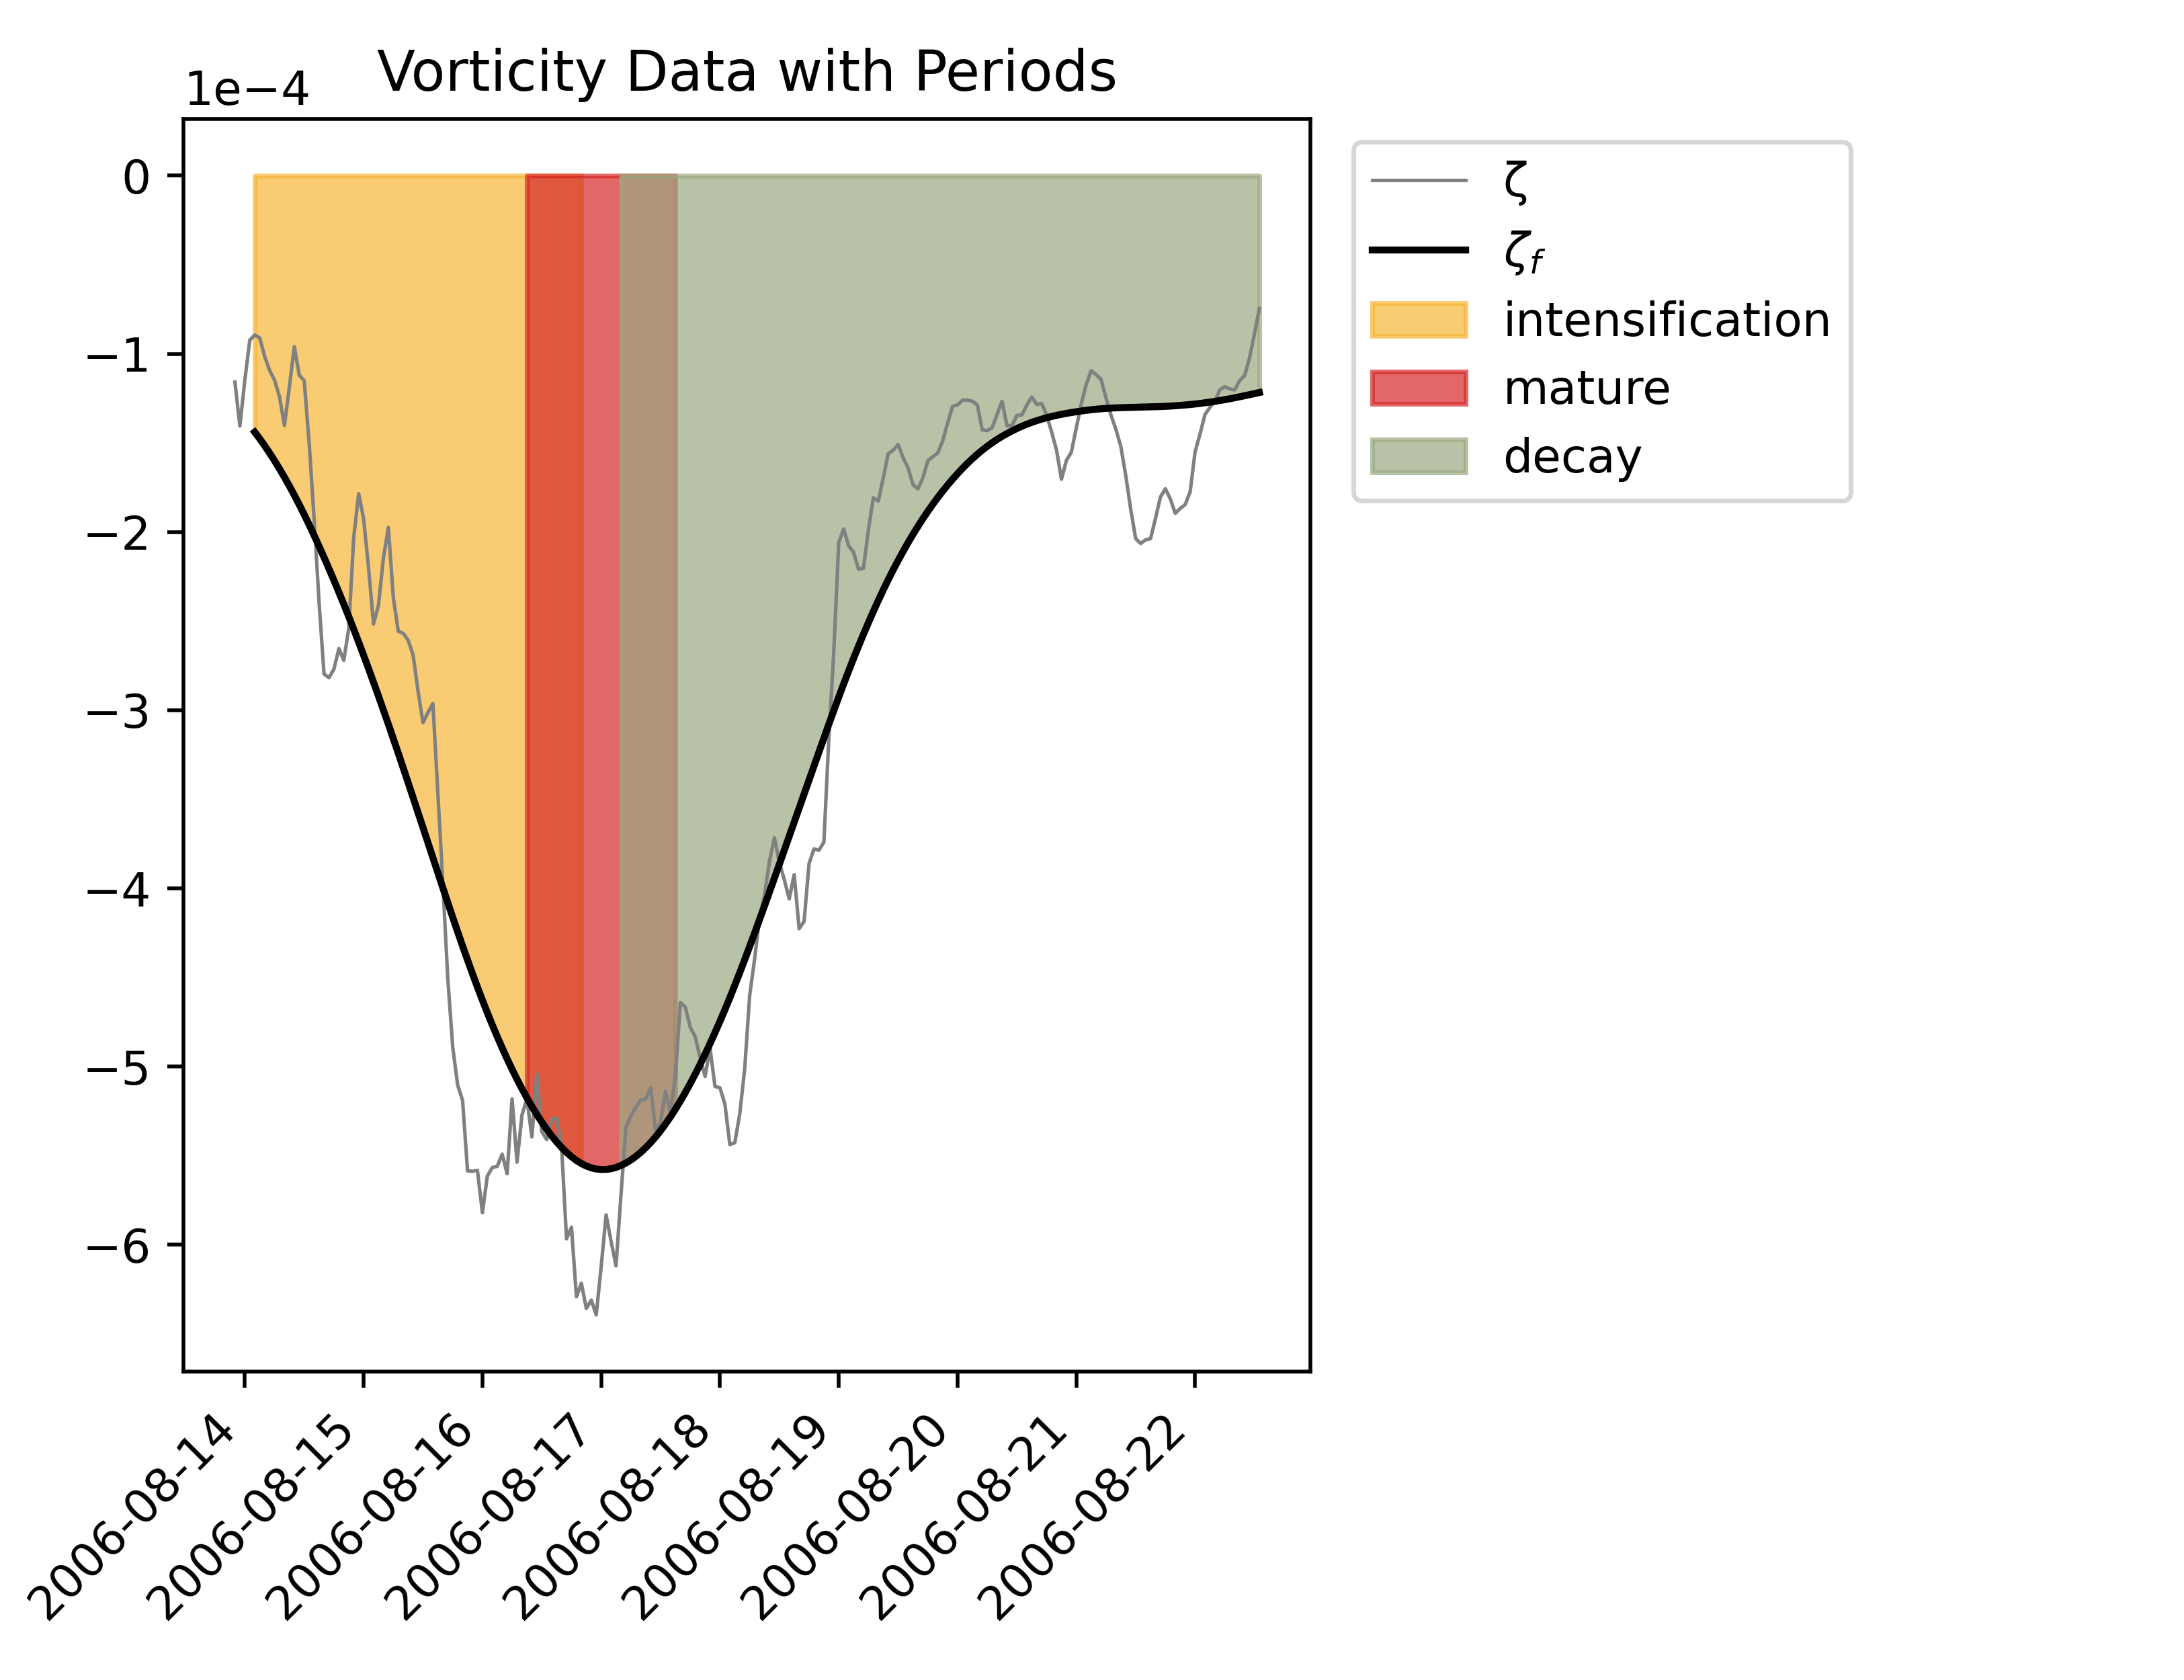 Vorticity Data with Periods
1e−4
0
−1
−2
−3
−4
−5
−6
2006-08-14
2006-08-15
2006-08-16
2006-08-17
2006-08-18
2006-08-19
2006-08-20
2006-08-21
2006-08-22
ζ
ζf
intensification
mature
decay